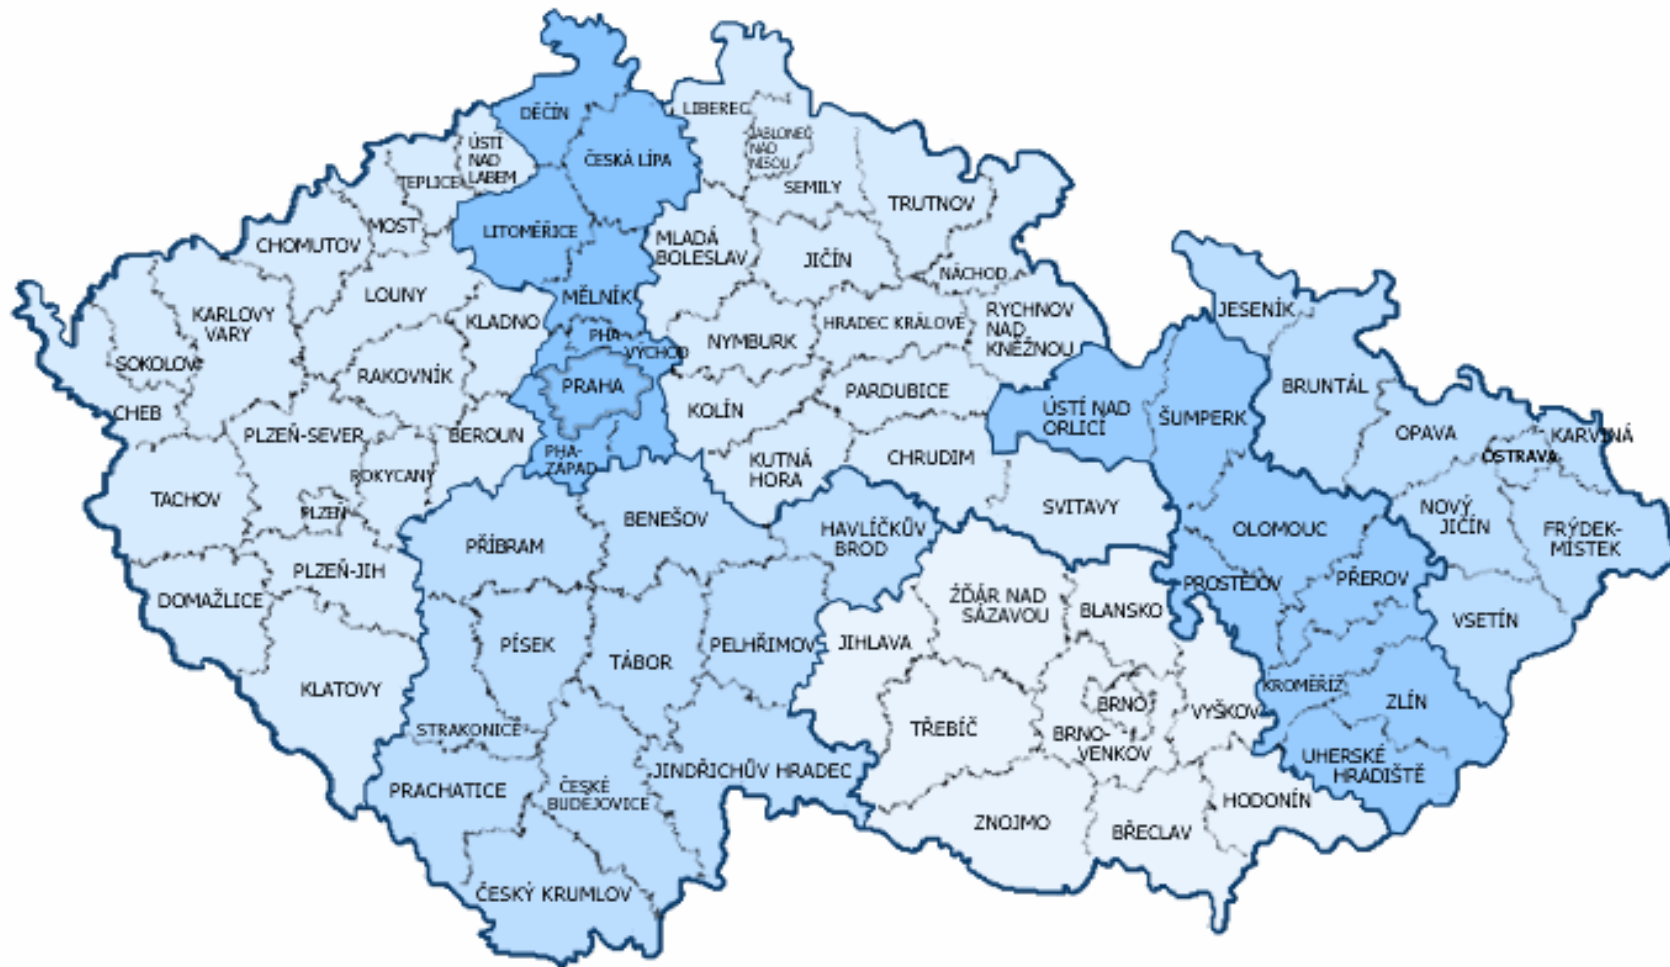 DĚČÍN
ČESKÁ LÍPA
LIBEREC
JABLONEC
NAD
NISOU
ÚSTÍ
NAD
LABEM
TEPLICE
SEMILY
TRUTNOV
MOST
LITOMĚŘICE
CHOMUTOV
MLADÁ
BOLESLAV
JIČÍN
NÁCHOD
LOUNY
MĚLNÍK
JESENÍK
KARLOVY
VARY
KLADNO
PHA
VÝCHOD
NYMBURK
HRADEC KRÁLOVÉ
RYCHNOV
NAD
KNĚŽNOU
SOKOLOV
RAKOVNÍK
PRAHA
PARDUBICE
BRUNTÁL
CHEB
KOLÍN
ÚSTÍ NAD
ORLICÍ
ŠUMPERK
PLZEŇ-SEVER
BEROUN
OPAVA
KARVINÁ
PHA-
ZÁPAD
KUTNÁ
HORA
CHRUDIM
OSTRAVA
ROKYCANY
TACHOV
PLZEŇ
SVITAVY
NOVÝ
JIČÍN
BENEŠOV
HAVLÍČKŮV
BROD
OLOMOUC
FRÝDEK-
MÍSTEK
PŘÍBRAM
PLZEŇ-JIH
PROSTĚJOV
PŘEROV
DOMAŽLICE
ŽĎÁR NAD
SÁZAVOU
BLANSKO
VSETÍN
PÍSEK
PELHŘIMOV
JIHLAVA
TÁBOR
KLATOVY
KROMĚŘÍŽ
ZLÍN
BRNO
VYŠKOV
STRAKONICE
TŘEBÍČ
BRNO-
VENKOV
UHERSKÉ
HRADIŠTĚ
JINDŘICHŮV HRADEC
PRACHATICE
ČESKÉ
BUDEJOVICE
HODONÍN
ZNOJMO
BŘECLAV
ČESKÝ KRUMLOV